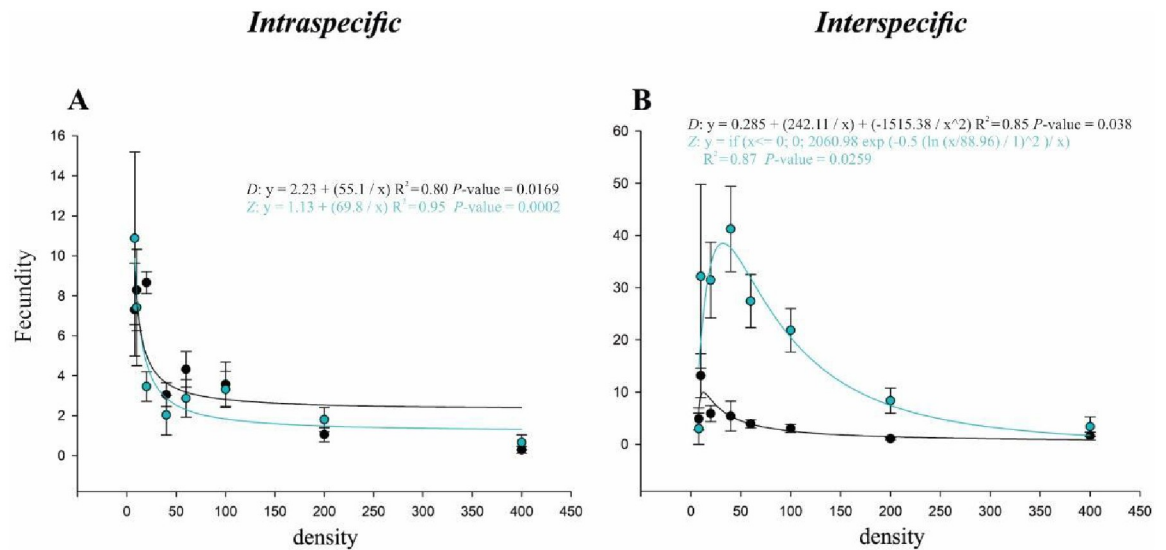 Intraspecific
Interspecific
A
B
D: y = 2.23 + (55.1 / x) R² = 0.80 P-value = 0.0169
Z: y = 1.13 + (69.8 / x) R² = 0.95 P-value = 0.0002
D: y = 0.285 + (242.11 / x) + (-1515.38 / x^2) R² = 0.85 P-value = 0.038
Z: y = if (x<= 0; 0; 2060.98 exp (-0.5 (ln (x/88.96) / 1)^2 )/ x)
R² = 0.87 P-value = 0.0259
Fecundity
16
14
12
10
8
6
4
2
0
0 50 100 150 200 250 300 350 400 450
density
60
50
40
30
20
10
0
0 50 100 150 200 250 300 350 400 450
density